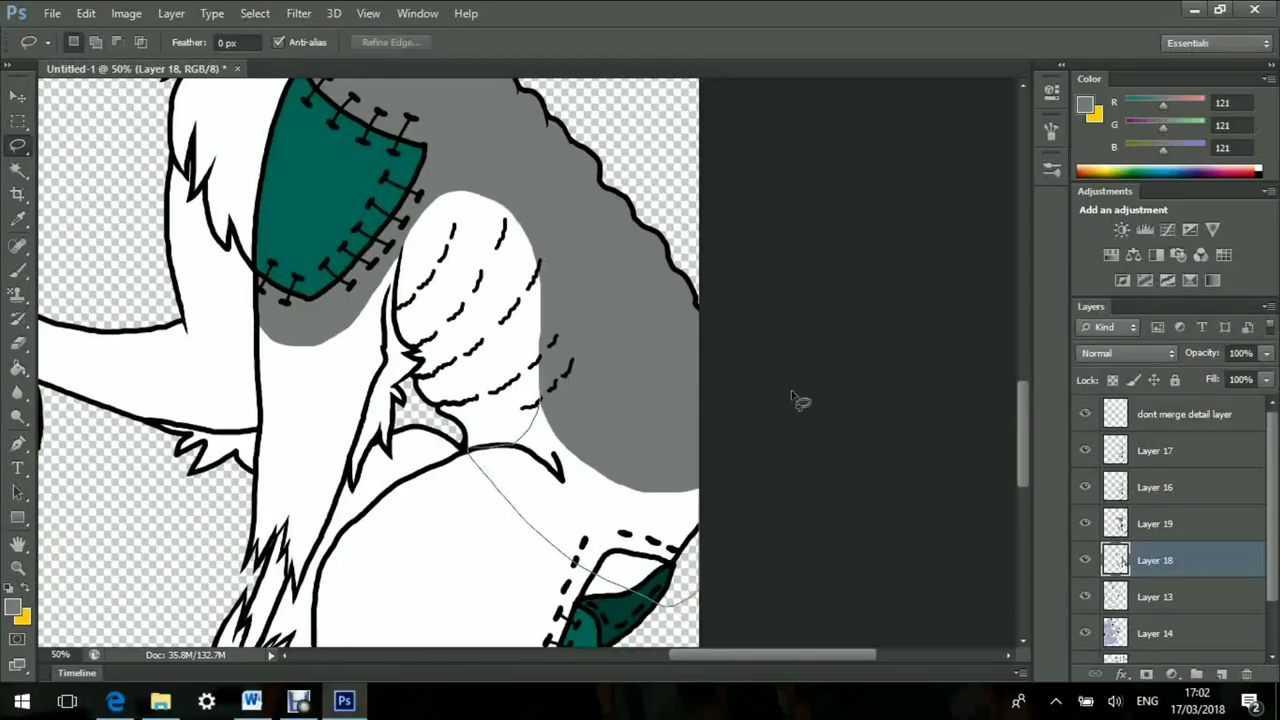 Ps File Edit Image Layer Type Select Filter 3D View Window Help
Feather: 0 px Anti-alias Refine Edge... Essentials
Untitled-1 @ 50% (Layer 18, RGB/8) * ×
Color
R 121
G 121
B 121
Adjustments
Add an adjustment
Layers
Kind
Normal Opacity: 100%
Lock: Fill: 100%
dont merge detail layer
Layer 17
Layer 16
Layer 19
Layer 18
Layer 13
Layer 14
50% Doc: 35.8M/132.7M
Timeline
ENG 17:02
17/03/2018
2